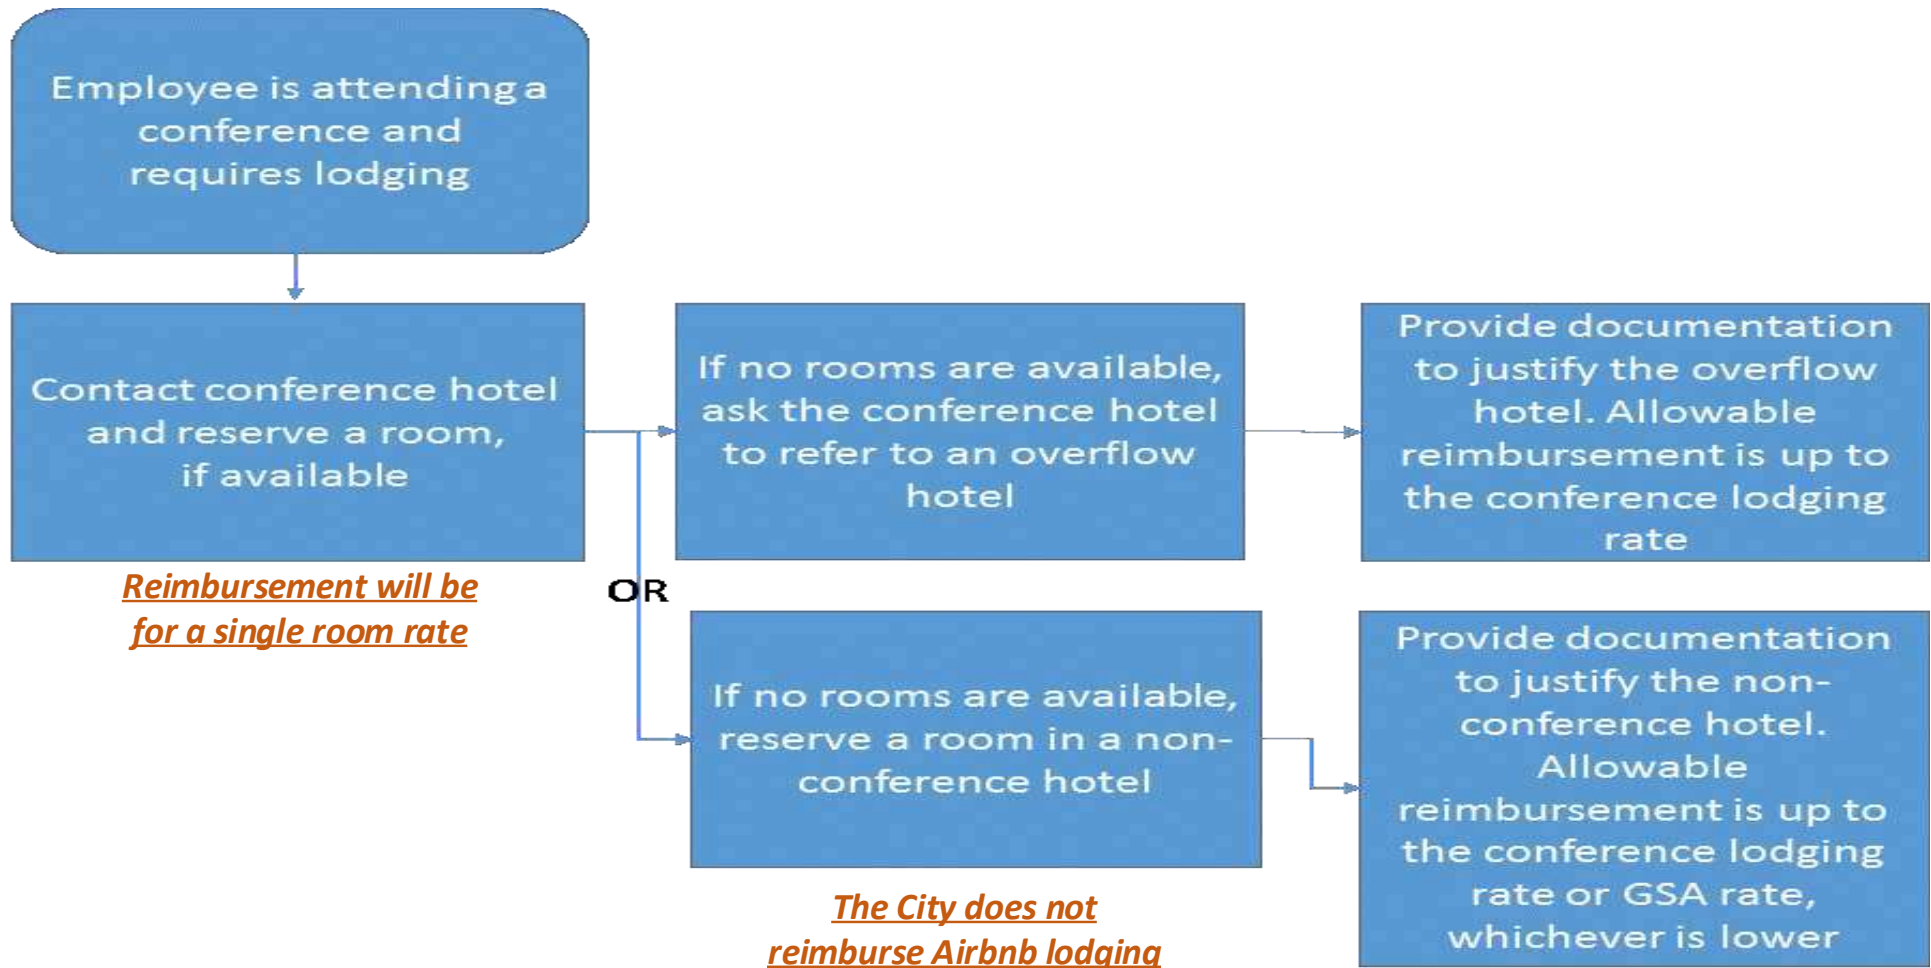 Employee is attending a
conference and
requires lodging
Contact conference hotel
and reserve a room,
if available
Reimbursement will be
for a single room rate
If no rooms are available,
ask the conference hotel
to refer to an overflow
hotel
Provide documentation
to justify the overflow
hotel. Allowable
reimbursement is up to
the conference lodging
rate
OR
If no rooms are available,
reserve a room in a non-
conference hotel
The City does not
reimburse Airbnb lodging
Provide documentation
to justify the non-
conference hotel.
Allowable
reimbursement is up to
the conference lodging
rate or GSA rate,
whichever is lower